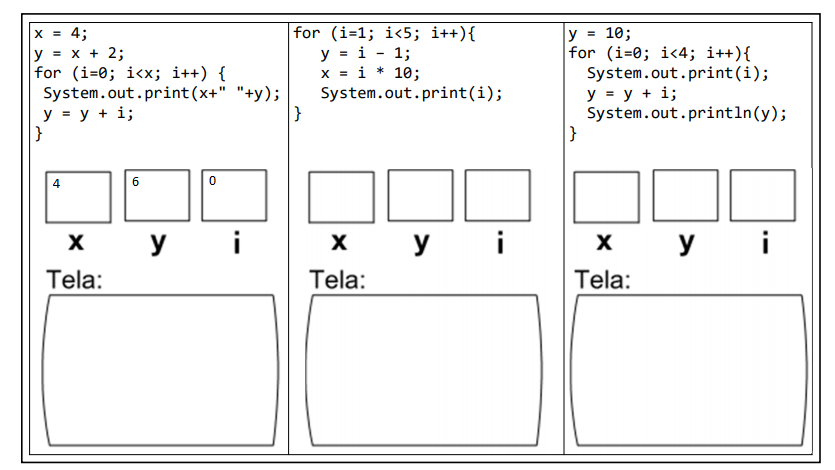 x = 4;
y = x + 2;
for (i=0; i<x; i++) {
System.out.print(x+" "+y);
y = y + i;
}
4 6 0
x y i
Tela:
for (i=1; i<5; i++){
y = i - 1;
x = i * 10;
System.out.print(i);
}
x y i
Tela:
y = 10;
for (i=0; i<4; i++){
System.out.print(i);
y = y + i;
System.out.println(y);
}
x y i
Tela: